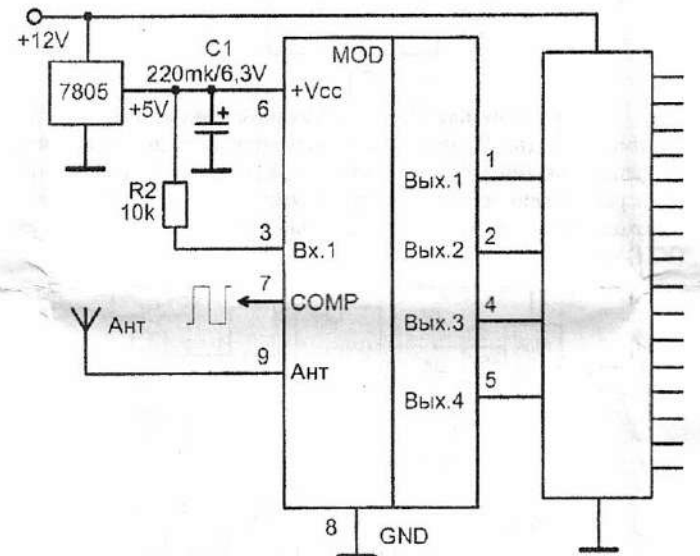 +12V
7805
+5V
C1
220mk/6,3V
R2
10k
MOD
6
+Vcc
3
Вх.1
7
COMP
Ант
9
Ант
8
GND
Вых.1
1
Вых.2
2
Вых.3
4
Вых.4
5